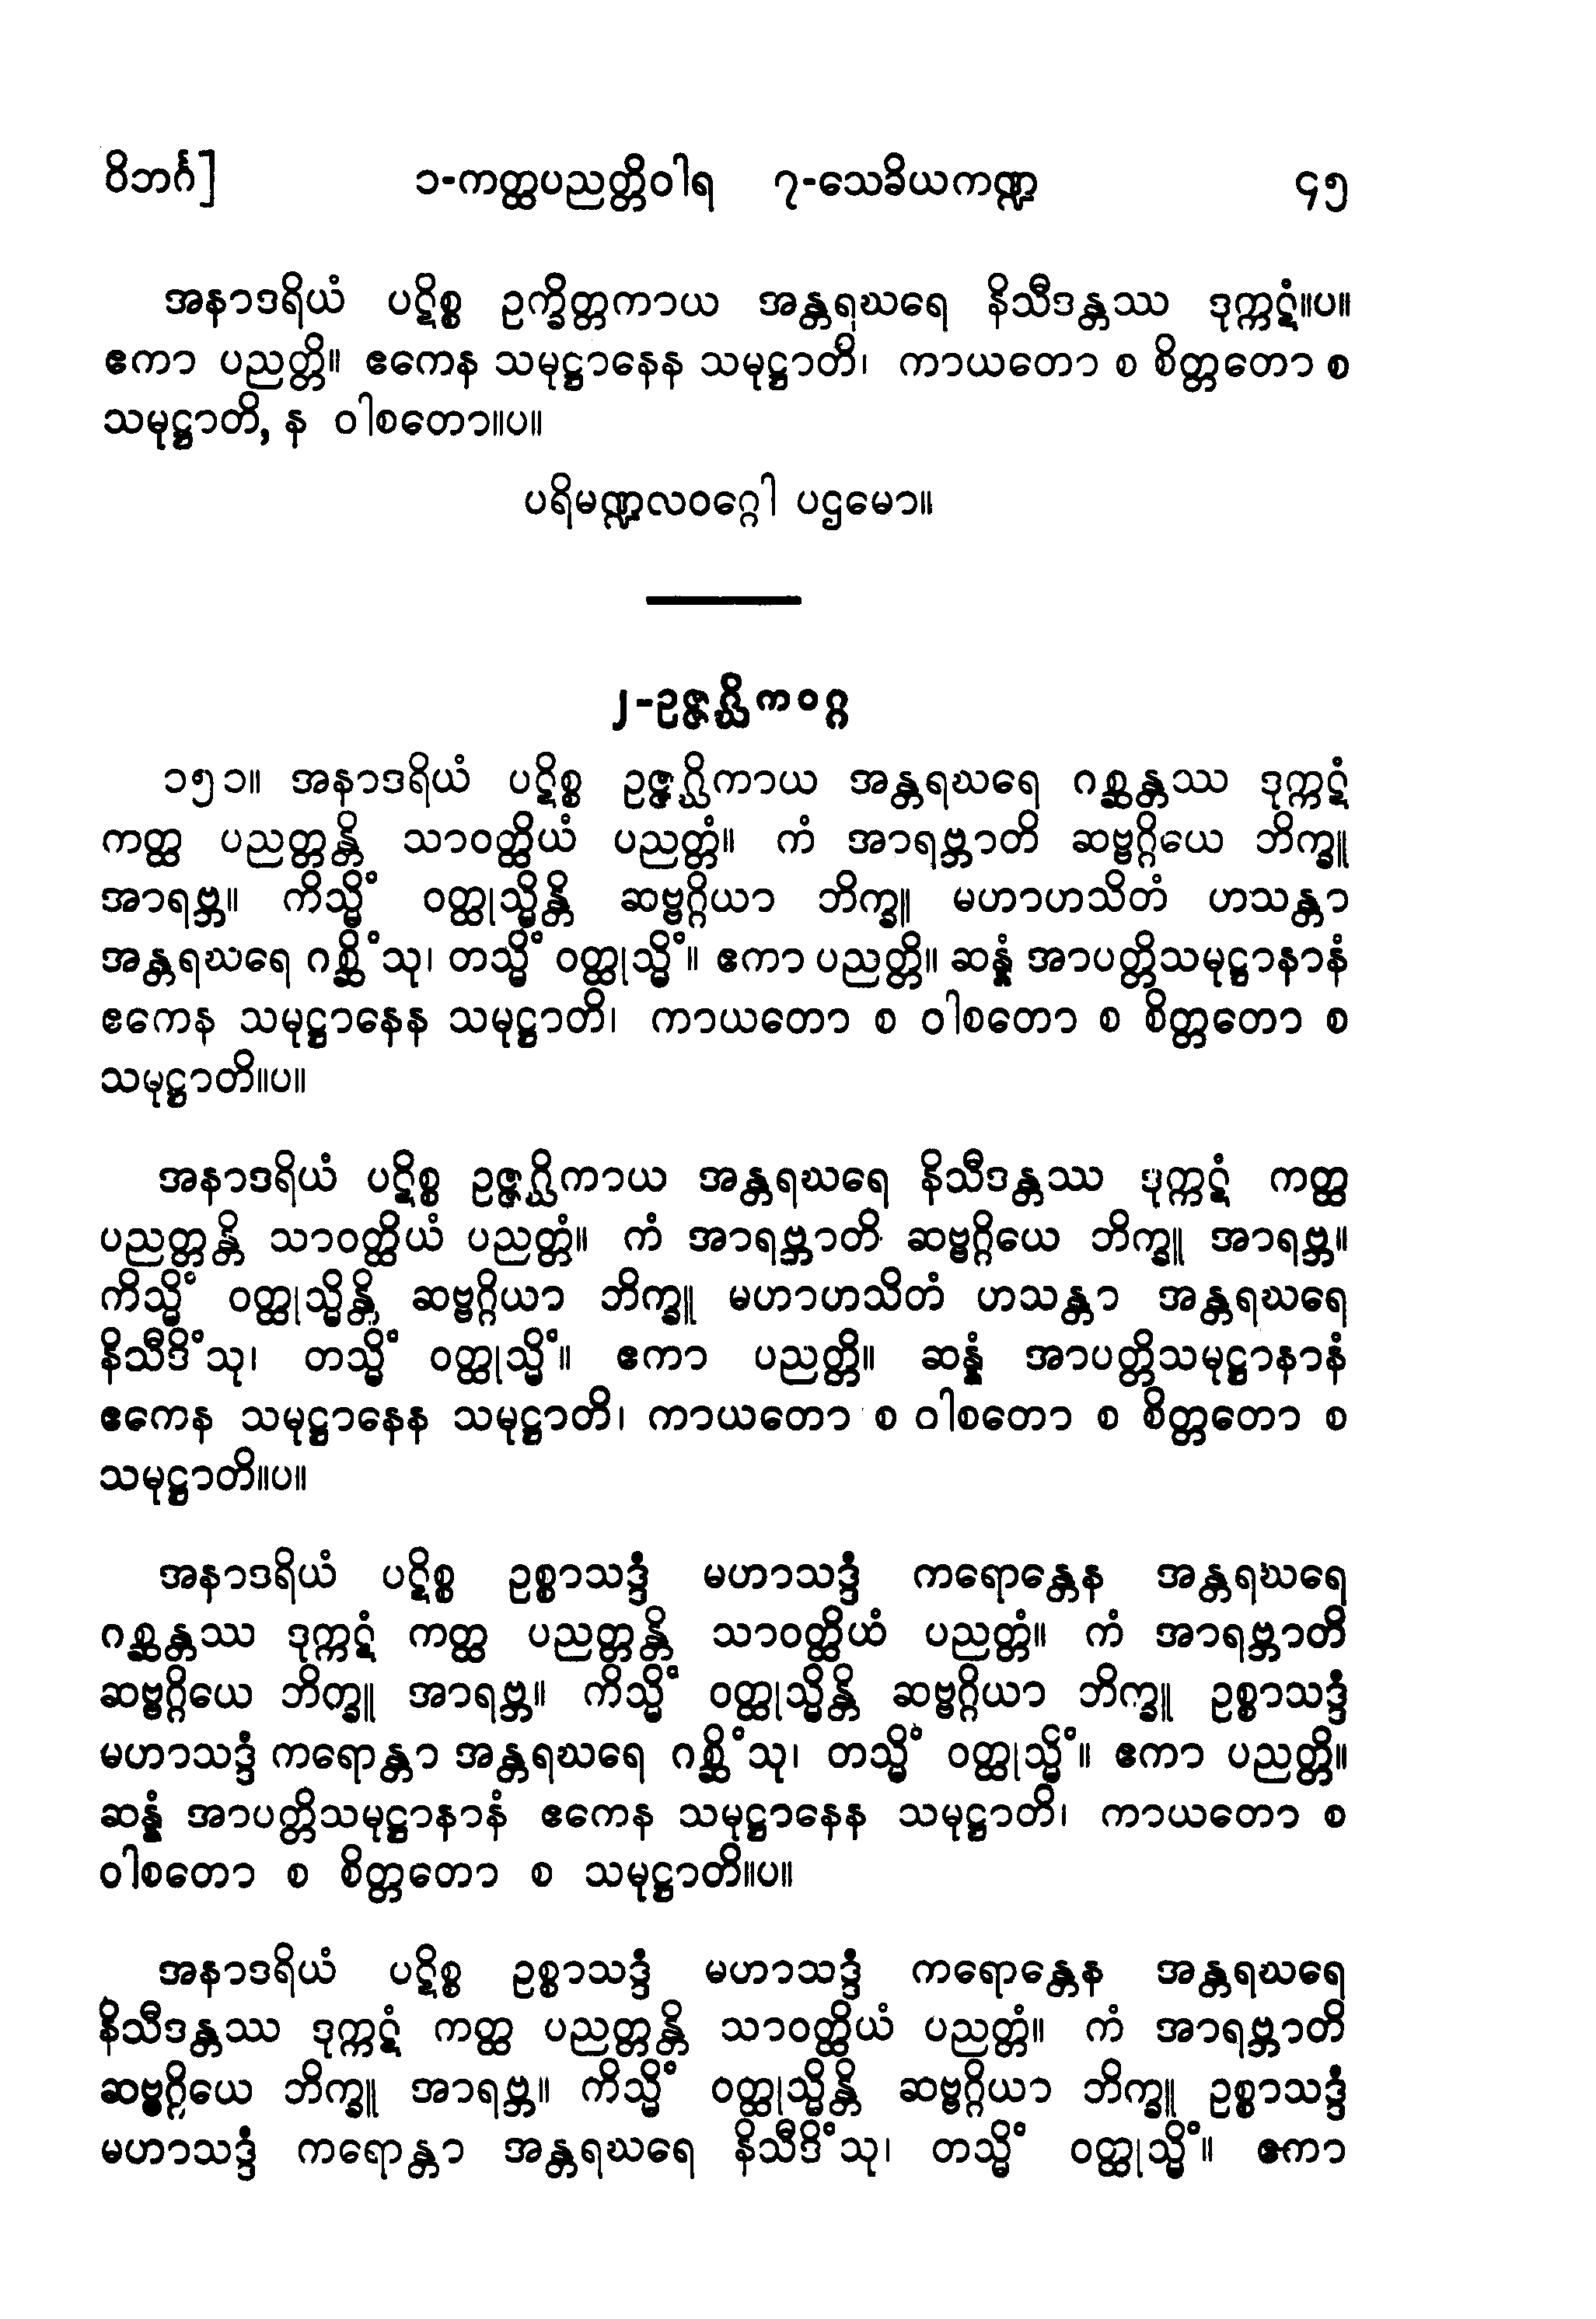 ဝိဘင်္ဂ] ၁-ကတ္ထပညတ္တိဝါရ ၇-သေခိယကဏ္ဍ ၄၅
အနာဒရိယံ ပဋိစ္စ ဥက္ခိတ္တကာယ အန္တရဃရေ နိသီဒန္တဿ ဒုက္ကဋံ။ပ။
ဧကာ ပညတ္တိ။ ဧကေန သမုဋ္ဌာနေန သမုဋ္ဌာတိ၊ ကာယတော စ စိတ္တတော စ
သမုဋ္ဌာတိ, န ဝါစတော။ပ။
ပရိမဏ္ဍလဝဂ္ဂေါ ပဌမော။
၂-ဥဇ္ဇဂ္ဃိကဝဂ္ဂ
၁၅၁။ အနာဒရိယံ ပဋိစ္စ ဥဇ္ဇဂ္ဃိကာယ အန္တရဃရေ ဂစ္ဆန္တဿ ဒုက္ကဋံ
ကတ္ထ ပညတ္တန္တိ သာဝတ္ထိယံ ပညတ္တံ။ ကံ အာရဗ္ဘာတိ ဆဗ္ဗဂ္ဂိယေ ဘိက္ခူ
အာရဗ္ဘ။ ကိသ္မိံ ဝတ္ထုသ္မိန္တိ ဆဗ္ဗဂ္ဂိယာ ဘိက္ခူ မဟာဟသိတံ ဟသန္တာ
အန္တရဃရေ ဂစ္ဆိံသု၊ တသ္မိံ ဝတ္ထုသ္မိံ။ ဧကာ ပညတ္တိ။ ဆန္နံ အာပတ္တိသမုဋ္ဌာနာနံ
ဧကေန သမုဋ္ဌာနေန သမုဋ္ဌာတိ၊ ကာယတော စ ဝါစတော စ စိတ္တတော စ
သမုဋ္ဌာတိ။ပ။
အနာဒရိယံ ပဋိစ္စ ဥဇ္ဇဂ္ဃိကာယ အန္တရဃရေ နိသီဒန္တဿ ဒုက္ကဋံ ကတ္ထ
ပညတ္တန္တိ သာဝတ္ထိယံ ပညတ္တံ။ ကံ အာရဗ္ဘာတိ ဆဗ္ဗဂ္ဂိယေ ဘိက္ခူ အာရဗ္ဘ။
ကိသ္မိံ ဝတ္ထုသ္မိန္တိ ဆဗ္ဗဂ္ဂိယာ ဘိက္ခူ မဟာဟသိတံ ဟသန္တာ အန္တရဃရေ
နိသီဒိံသု၊ တသ္မိံ ဝတ္ထုသ္မိံ။ ဧကာ ပညတ္တိ။ ဆန္နံ အာပတ္တိသမုဋ္ဌာနာနံ
ဧကေန သမုဋ္ဌာနေန သမုဋ္ဌာတိ၊ ကာယတော စ ဝါစတော စ စိတ္တတော စ
သမုဋ္ဌာတိ။ပ။
အနာဒရိယံ ပဋိစ္စ ဥစ္စာသဒ္ဒံ မဟာသဒ္ဒံ ကရောန္တေန အန္တရဃရေ
ဂစ္ဆန္တဿ ဒုက္ကဋံ ကတ္ထ ပညတ္တန္တိ သာဝတ္ထိယံ ပညတ္တံ။ ကံ အာရဗ္ဘာတိ
ဆဗ္ဗဂ္ဂိယေ ဘိက္ခူ အာရဗ္ဘ။ ကိသ္မိံ ဝတ္ထုသ္မိန္တိ ဆဗ္ဗဂ္ဂိယာ ဘိက္ခူ ဥစ္စာသဒ္ဒံ
မဟာသဒ္ဒံ ကရောန္တာ အန္တရဃရေ ဂစ္ဆိံသု၊ တသ္မိံ ဝတ္ထုသ္မိံ။ ဧကာ ပညတ္တိ။
ဆန္နံ အာပတ္တိသမုဋ္ဌာနာနံ ဧကေန သမုဋ္ဌာနေန သမုဋ္ဌာတိ၊ ကာယတော စ
ဝါစတော စ စိတ္တတော စ သမုဋ္ဌာတိ။ပ။
အနာဒရိယံ ပဋိစ္စ ဥစ္စာသဒ္ဒံ မဟာသဒ္ဒံ ကရောန္တေန အန္တရဃရေ
နိသီဒန္တဿ ဒုက္ကဋံ ကတ္ထ ပညတ္တန္တိ သာဝတ္ထိယံ ပညတ္တံ။ ကံ အာရဗ္ဘာတိ
ဆဗ္ဗဂ္ဂိယေ ဘိက္ခူ အာရဗ္ဘ။ ကိသ္မိံ ဝတ္ထုသ္မိန္တိ ဆဗ္ဗဂ္ဂိယာ ဘိက္ခူ ဥစ္စာသဒ္ဒံ
မဟာသဒ္ဒံ ကရောန္တာ အန္တရဃရေ နိသီဒိံသု၊ တသ္မိံ ဝတ္ထုသ္မိံ။ ဧကာ